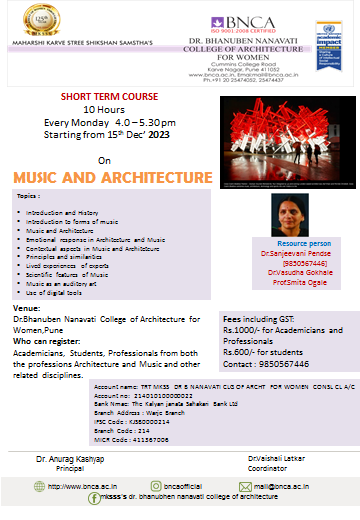 125
MKSSS
MAHARSHI KARVE STREE SHIKSHAN SAMSTHA'S
BNCA
ISO 9001:2008 CERTIFIED
DR. BHANUBEN NANAVATI
COLLEGE OF ARCHITECTURE
FOR WOMEN
Cummins College Road
Karve Nagar, Pune 411052
www.bnca.ac.in, Email:mail@bnca.ac.in
Ph.+91 20 25474052, 25474437
academic
impact
MEMBER
SHORT TERM COURSE
10 Hours
Every Monday 4.0 – 5.30 pm
Starting from 15th Dec' 2023
On
MUSIC AND ARCHITECTURE
Topics :
• Introduction and History
• Introduction to forms of music
• Music and Architecture
• Emotional response in Architecture and Music
• Contextual aspects in Music and Architecture
• Principles and similarities
• Lived experiences of experts
• Scientific features of Music
• Music as an auditory art
• Use of digital tools
Resource person
Dr.Sanjeevani Pendse
[9850567446]
Dr.Vasudha Gokhale
Prof.Smita Ogale
Venue:
Dr.Bhanuben Nanavati College of Architecture for
Women,Pune
Who can register:
Academicians, Students, Professionals from both
the professions Architecture and Music and other
related disciplines.
Fees including GST:
Rs.1000/- for Academicians and
Professionals
Rs.600/- for students
Contact : 9850567446
Account name: TRT MKSS DR B NANAVATI CLG OF ARCHT FOR WOMEN CONSL CL A/C
Account no: 214010100000022
Bank Nmae: The Kalyan janata Sahakari Bank Ltd
Branch Address : Warje Branch
IFSC Code : KJSB0000214
Branch Code : 214
MICR Code : 411367006
Dr. Anurag Kashyap
Principal
Dr.Vaishali Latkar
Coordinator
http://www.bnca.ac.in
bncaofficial
mail@bnca.ac.in
mksss's dr. bhanubhen nanavati college of architecture